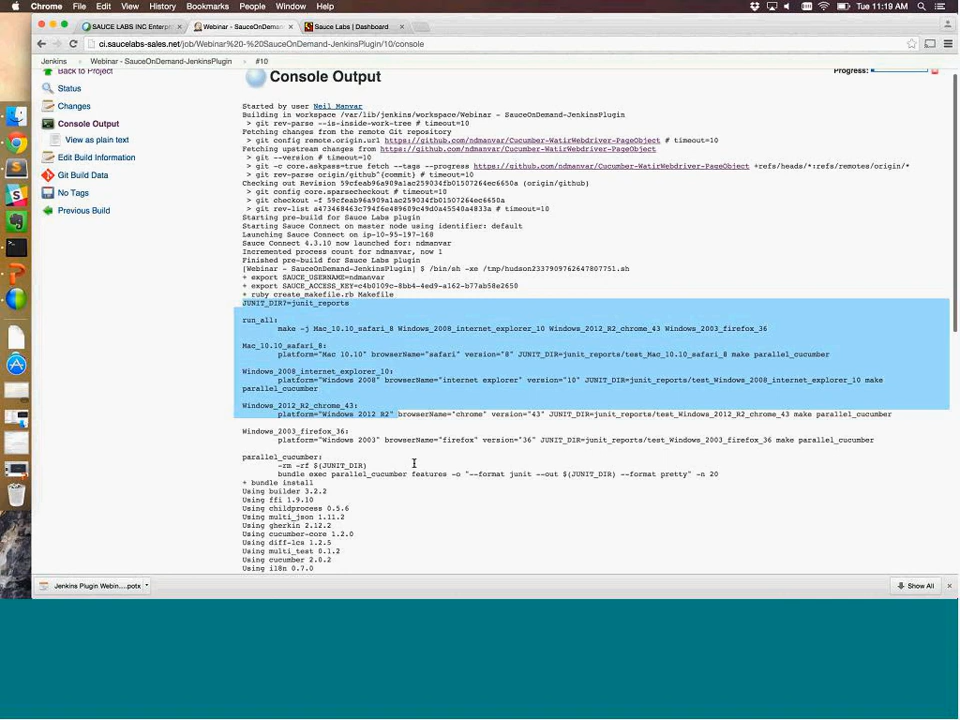 Chrome File Edit View History Bookmarks People Window Help Tue 11:19 AM
SAUCE LABS INC Enterp Webinar - SauceOnDeman Sauce Labs | Dashboard
ci.saucelabs-sales.net/job/Webinar%20-%20SauceOnDemand-JenkinsPlugin/10/console
Jenkins Webinar - SauceOnDemand-JenkinsPlugin #10
Back to Project
Status
Changes
Console Output
View as plain text
Edit Build Information
Git Build Data
No Tags
Previous Build
Progress:
Console Output
Started by user Neil Manvar
Building in workspace /var/lib/jenkins/workspace/Webinar - SauceOnDemand-JenkinsPlugin
> git rev-parse --is-inside-work-tree # timeout=10
Fetching changes from the remote Git repository
> git config remote.origin.url https://github.com/ndmanvar/Cucumber-WatirWebdriver-PageObject # timeout=10
Fetching upstream changes from https://github.com/ndmanvar/Cucumber-WatirWebdriver-PageObject
> git --version # timeout=10
> git -c core.askpass=true fetch --tags --progress https://github.com/ndmanvar/Cucumber-WatirWebdriver-PageObject +refs/heads/*:refs/remotes/origin/*
> git rev-parse origin/github^{commit} # timeout=10
Checking out Revision 59cfeab96a909a1ac259034fb01507264ec6650a (origin/github)
> git config core.sparsecheckout # timeout=10
> git checkout -f 59cfeab96a909a1ac259034fb01507264ec6650a
> git rev-list a473468463c794f6e489609c49d0a45540a4833a # timeout=10
Starting pre-build for Sauce Labs plugin
Starting Sauce Connect on master node using identifier: default
Launching Sauce Connect on ip-10-95-197-168
Sauce Connect 4.3.10 now launched for: ndmanvar
Incremented process count for ndmanvar, now 1
Finished pre-build for Sauce Labs plugin
[Webinar - SauceOnDemand-JenkinsPlugin] $ /bin/sh -xe /tmp/hudson2337909762647807751.sh
+ export SAUCE_USERNAME=ndmanvar
+ export SAUCE_ACCESS_KEY=c4b0109c-8bb4-4ed9-a162-b77ab58e2650
+ ruby create_makefile.rb Makefile
JUNIT_DIR?=junit_reports
run_all:
make -j Mac_10.10_safari_8 Windows_2008_internet_explorer_10 Windows_2012_R2_chrome_43 Windows_2003_firefox_36
Mac_10.10_safari_8:
platform="Mac 10.10" browserName="safari" version="8" JUNIT_DIR=junit_reports/test_Mac_10.10_safari_8 make parallel_cucumber
Windows_2008_internet_explorer_10:
platform="Windows 2008" browserName="internet explorer" version="10" JUNIT_DIR=junit_reports/test_Windows_2008_internet_explorer_10 make
parallel_cucumber
Windows_2012_R2_chrome_43:
platform="Windows 2012 R2" browserName="chrome" version="43" JUNIT_DIR=junit_reports/test_Windows_2012_R2_chrome_43 make parallel_cucumber
Windows_2003_firefox_36:
platform="Windows 2003" browserName="firefox" version="36" JUNIT_DIR=junit_reports/test_Windows_2003_firefox_36 make parallel_cucumber
parallel_cucumber:
-rm -rf $(JUNIT_DIR)
bundle exec parallel_cucumber features -o "--format junit --out $(JUNIT_DIR) --format pretty" -n 20
+ bundle install
Using builder 3.2.2
Using ffi 1.9.10
Using childprocess 0.5.6
Using multi_json 1.11.2
Using gherkin 2.12.2
Using cucumber-core 1.2.0
Using diff-lcs 1.2.5
Using multi_test 0.1.2
Using cucumber 2.0.2
Using i18n 0.7.0
Jenkins Plugin Webin....potx
Show All